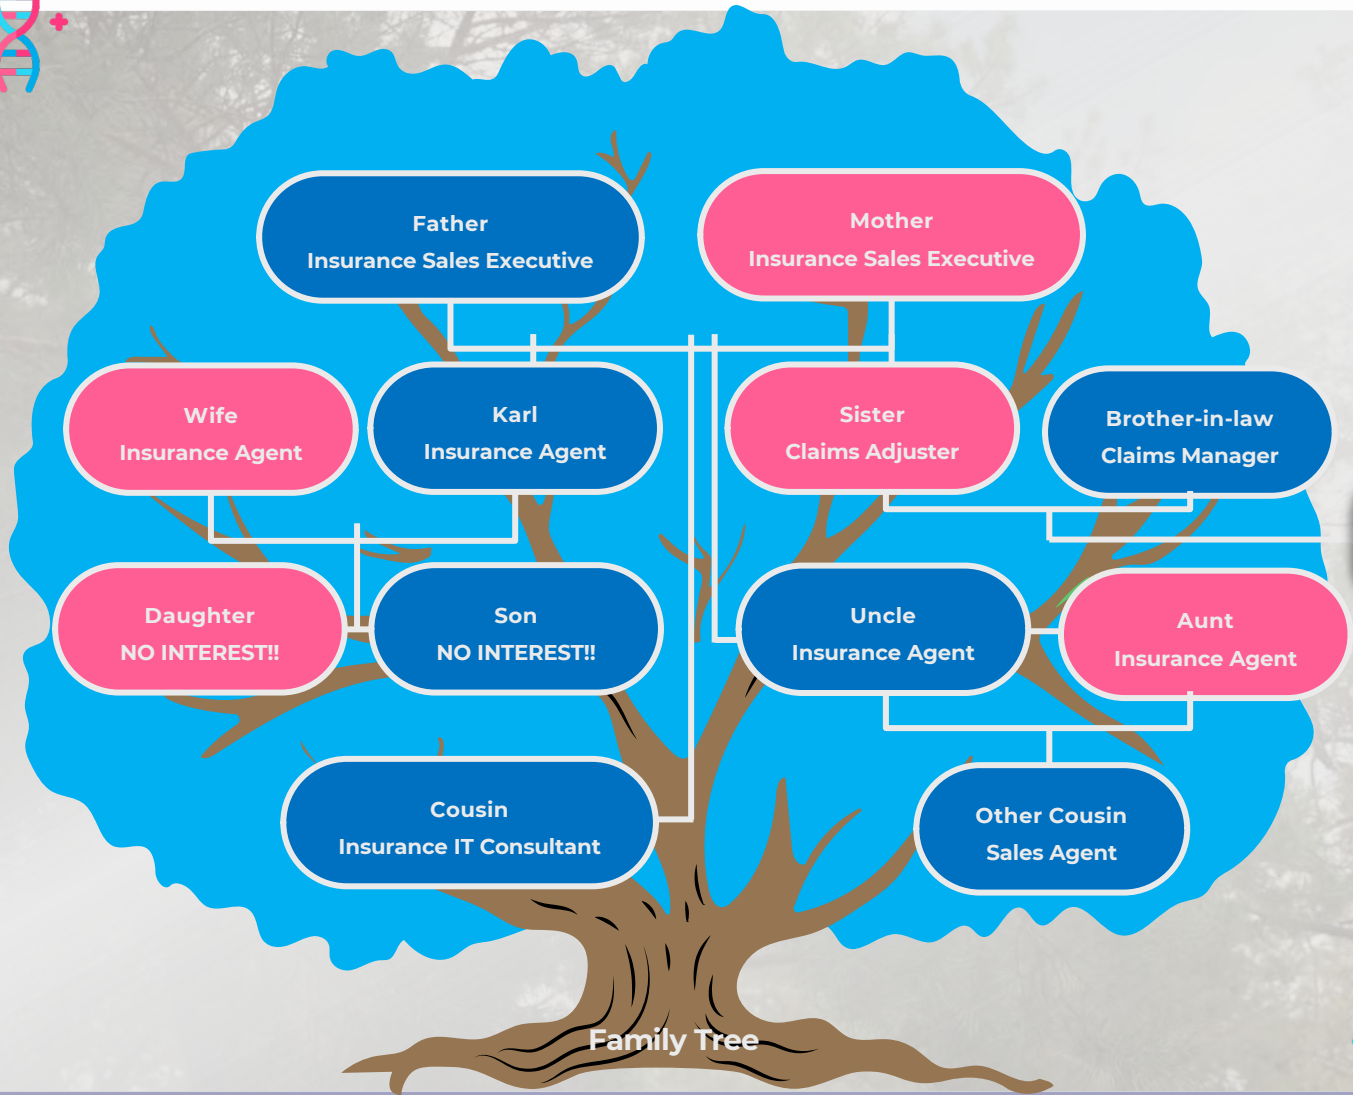 Father
Insurance Sales Executive
Mother
Insurance Sales Executive
Wife
Insurance Agent
Karl
Insurance Agent
Sister
Claims Adjuster
Brother-in-law
Claims Manager
Daughter
NO INTEREST!!
Son
NO INTEREST!!
Uncle
Insurance Agent
Aunt
Insurance Agent
Cousin
Insurance IT Consultant
Other Cousin
Sales Agent
Family Tree